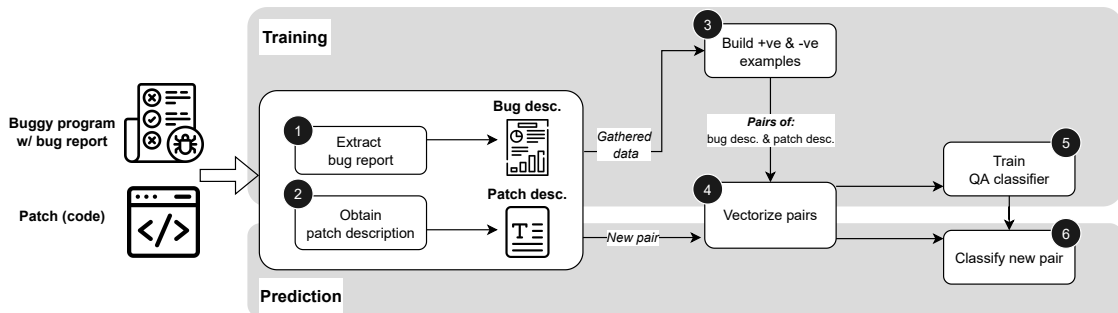 Training
3
Build +ve & -ve
examples
Buggy program
w/ bug report
Patch (code)
1
Extract
bug report
Bug desc.
2
Obtain
patch description
Patch desc.
T
Gathered
data
Pairs of:
bug desc. & patch desc.
New pair
4
Vectorize pairs
5
Train
QA classifier
6
Classify new pair
Prediction